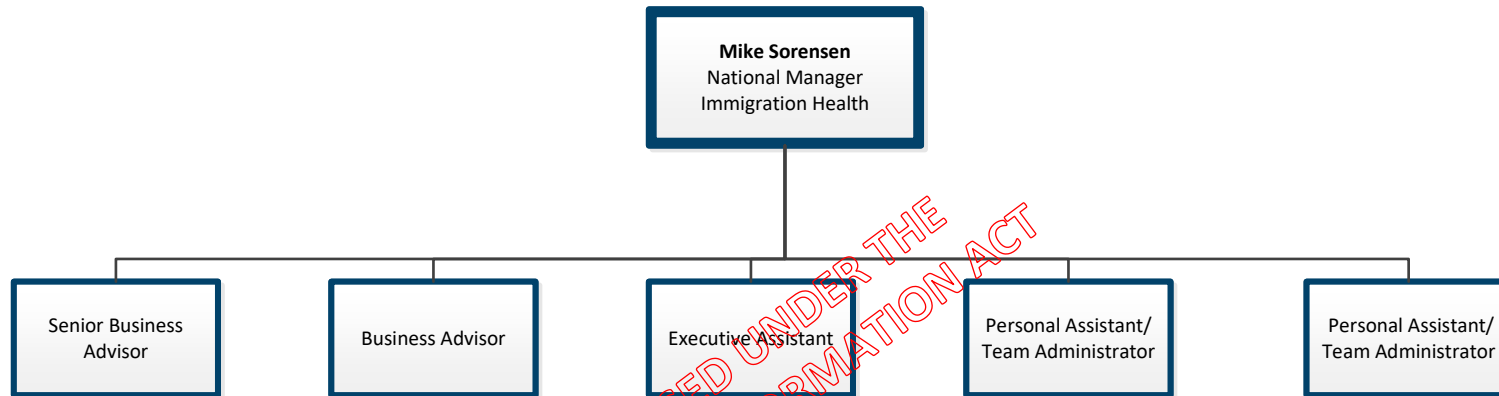 Mike Sorensen
National Manager
Immigration Health
Senior Business
Advisor
Business Advisor
Executive Assistant
Personal Assistant/
Team Administrator
Personal Assistant/
Team Administrator
UNDER THE
INFORMATION ACT